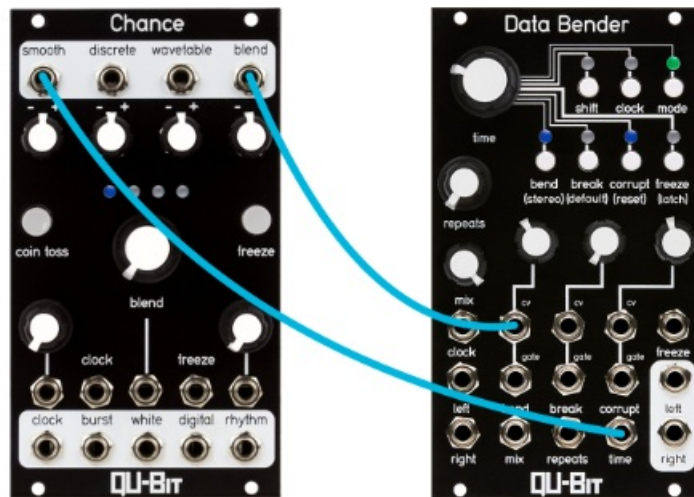 Chance
smooth discrete wavetable blend
- + - + - + -
coin toss freeze
blend
clock freeze
clock burst white digital rhythm
QU-BIT
Data Bender
shift clock mode
time
bend break corrupt freeze
(stereo) (default) (reset) (latch)
repeats
mix
cv cv cv
clock gate gate gate freeze
left bend break corrupt left
right mix repeats time right
QU-BIT